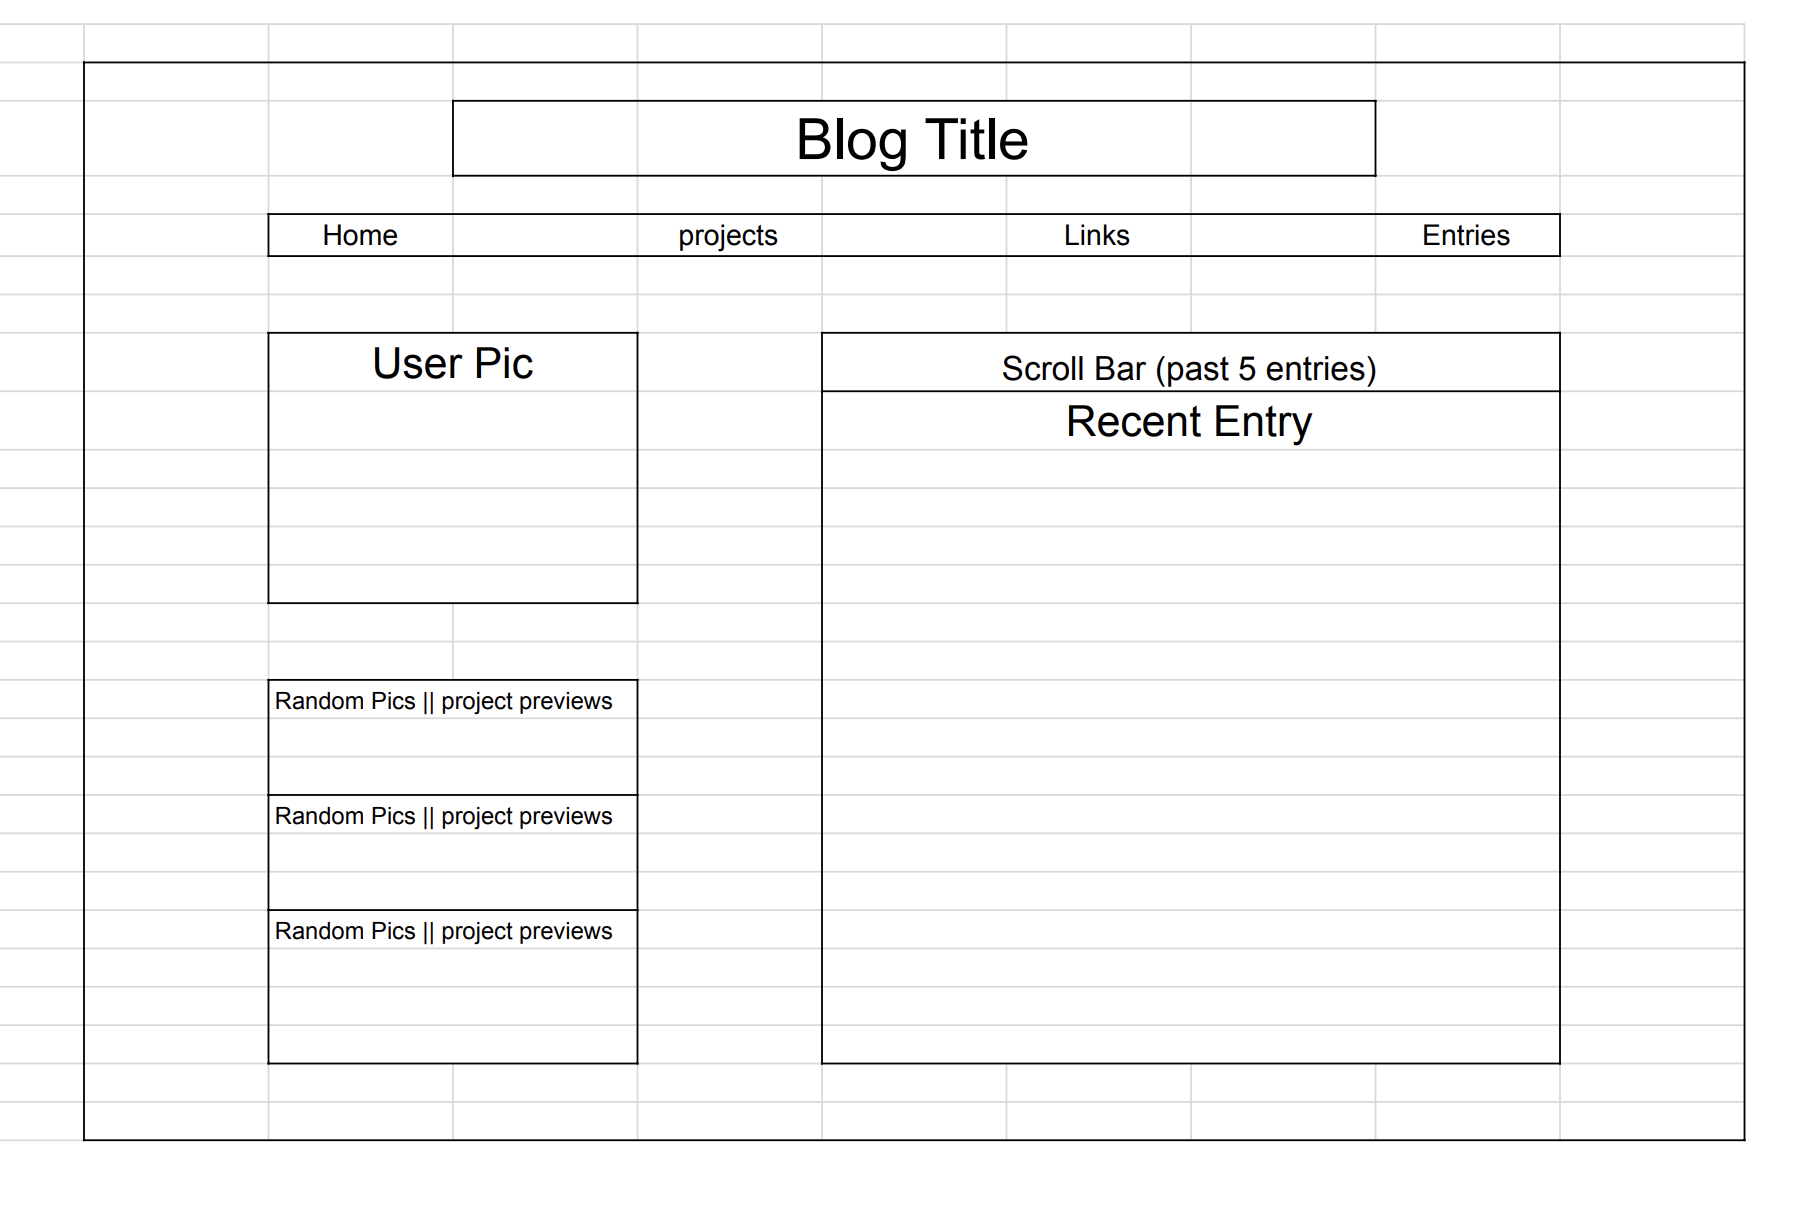 Blog Title
Home projects Links Entries
User Pic
Scroll Bar (past 5 entries)
Recent Entry
Random Pics || project previews
Random Pics || project previews
Random Pics || project previews